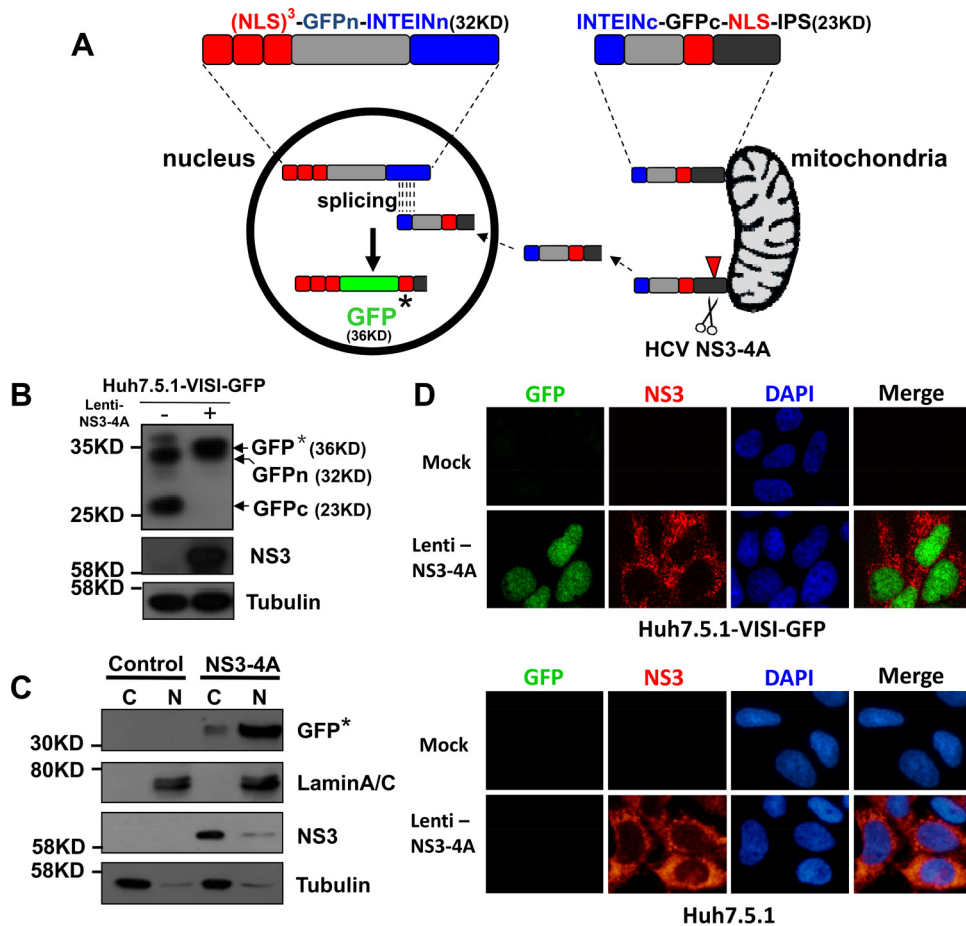 A
(NLS)³-GFPn-INTEINn(32KD)
INTEINc-GFPc-NLS-IPS(23KD)
nucleus
mitochondria
splicing
*
GFP
(36KD)
HCV NS3-4A
B
Huh7.5.1-VISI-GFP
Lenti-
NS3-4A
- +
35KD
GFP* (36KD)
GFPn (32KD)
25KD
GFPc (23KD)
NS3
58KD
58KD
Tubulin
C
Control NS3-4A
C N C N
GFP*
30KD
80KD
LaminA/C
NS3
58KD
58KD
Tubulin
D
GFP NS3 DAPI Merge
Mock
Lenti –
NS3-4A
Huh7.5.1-VISI-GFP
GFP NS3 DAPI Merge
Mock
Lenti –
NS3-4A
Huh7.5.1